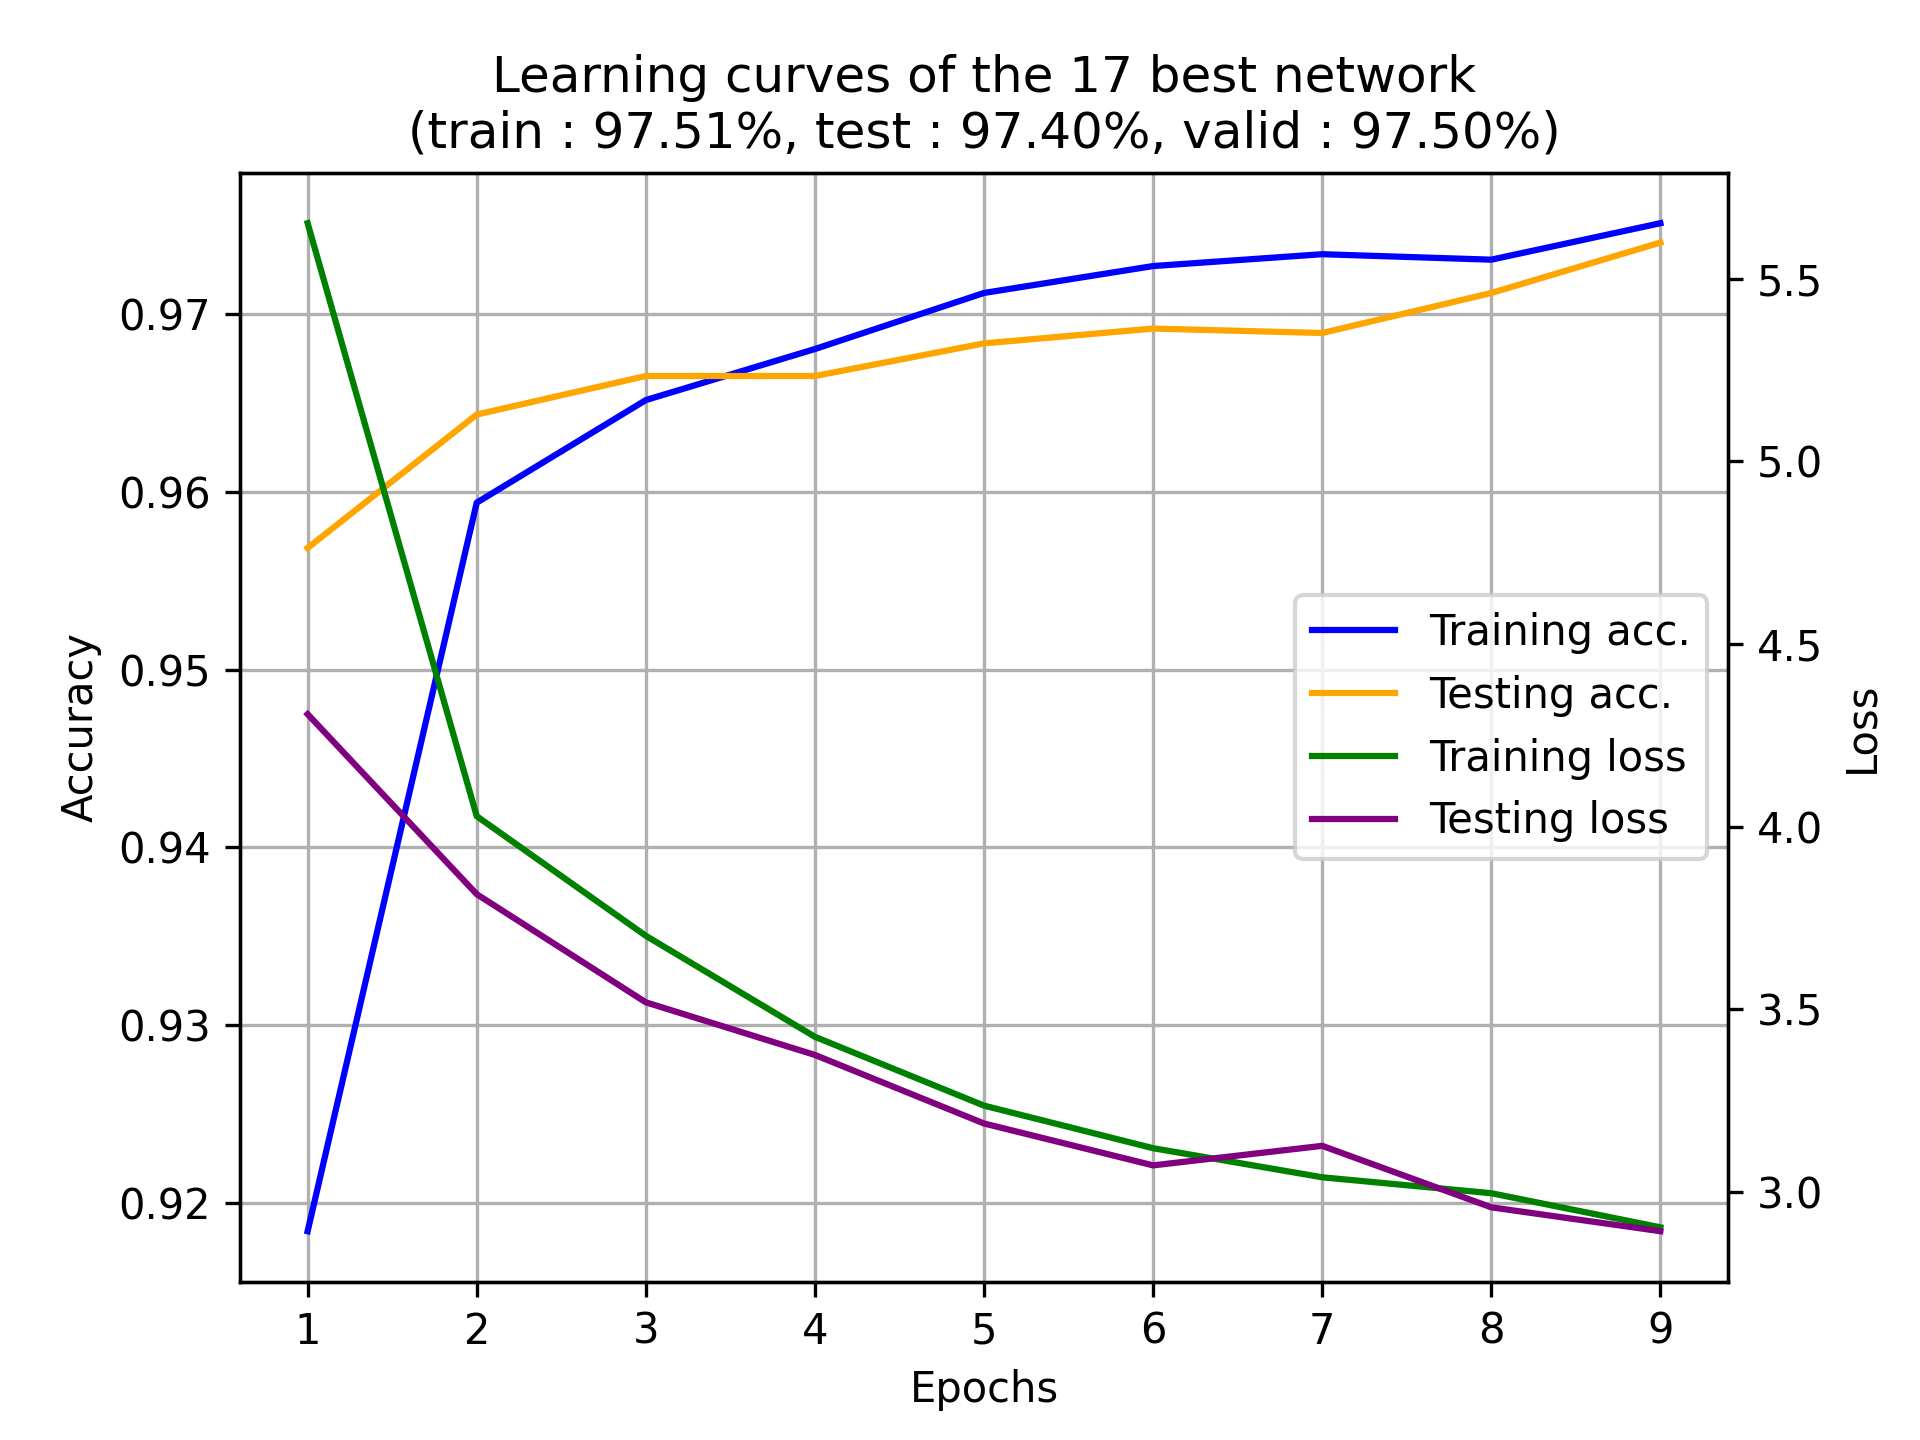 Learning curves of the 17 best network
(train : 97.51%, test : 97.40%, valid : 97.50%)
0.97
0.96
0.95
0.94
0.93
0.92
Accuracy
5.5
5.0
4.5
4.0
3.5
3.0
Loss
Training acc.
Testing acc.
Training loss
Testing loss
1 2 3 4 5 6 7 8 9
Epochs